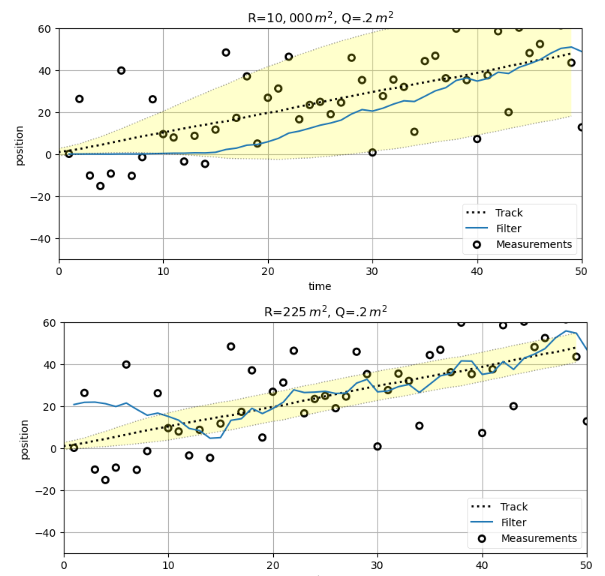 R=10,000 m², Q=.2 m²
60
40
20
0
−20
−40
position
0
10
20
30
40
50
time
Track
Filter
Measurements
R=225 m², Q=.2 m²
60
40
20
0
−20
−40
position
0
10
20
30
40
50
Track
Filter
Measurements